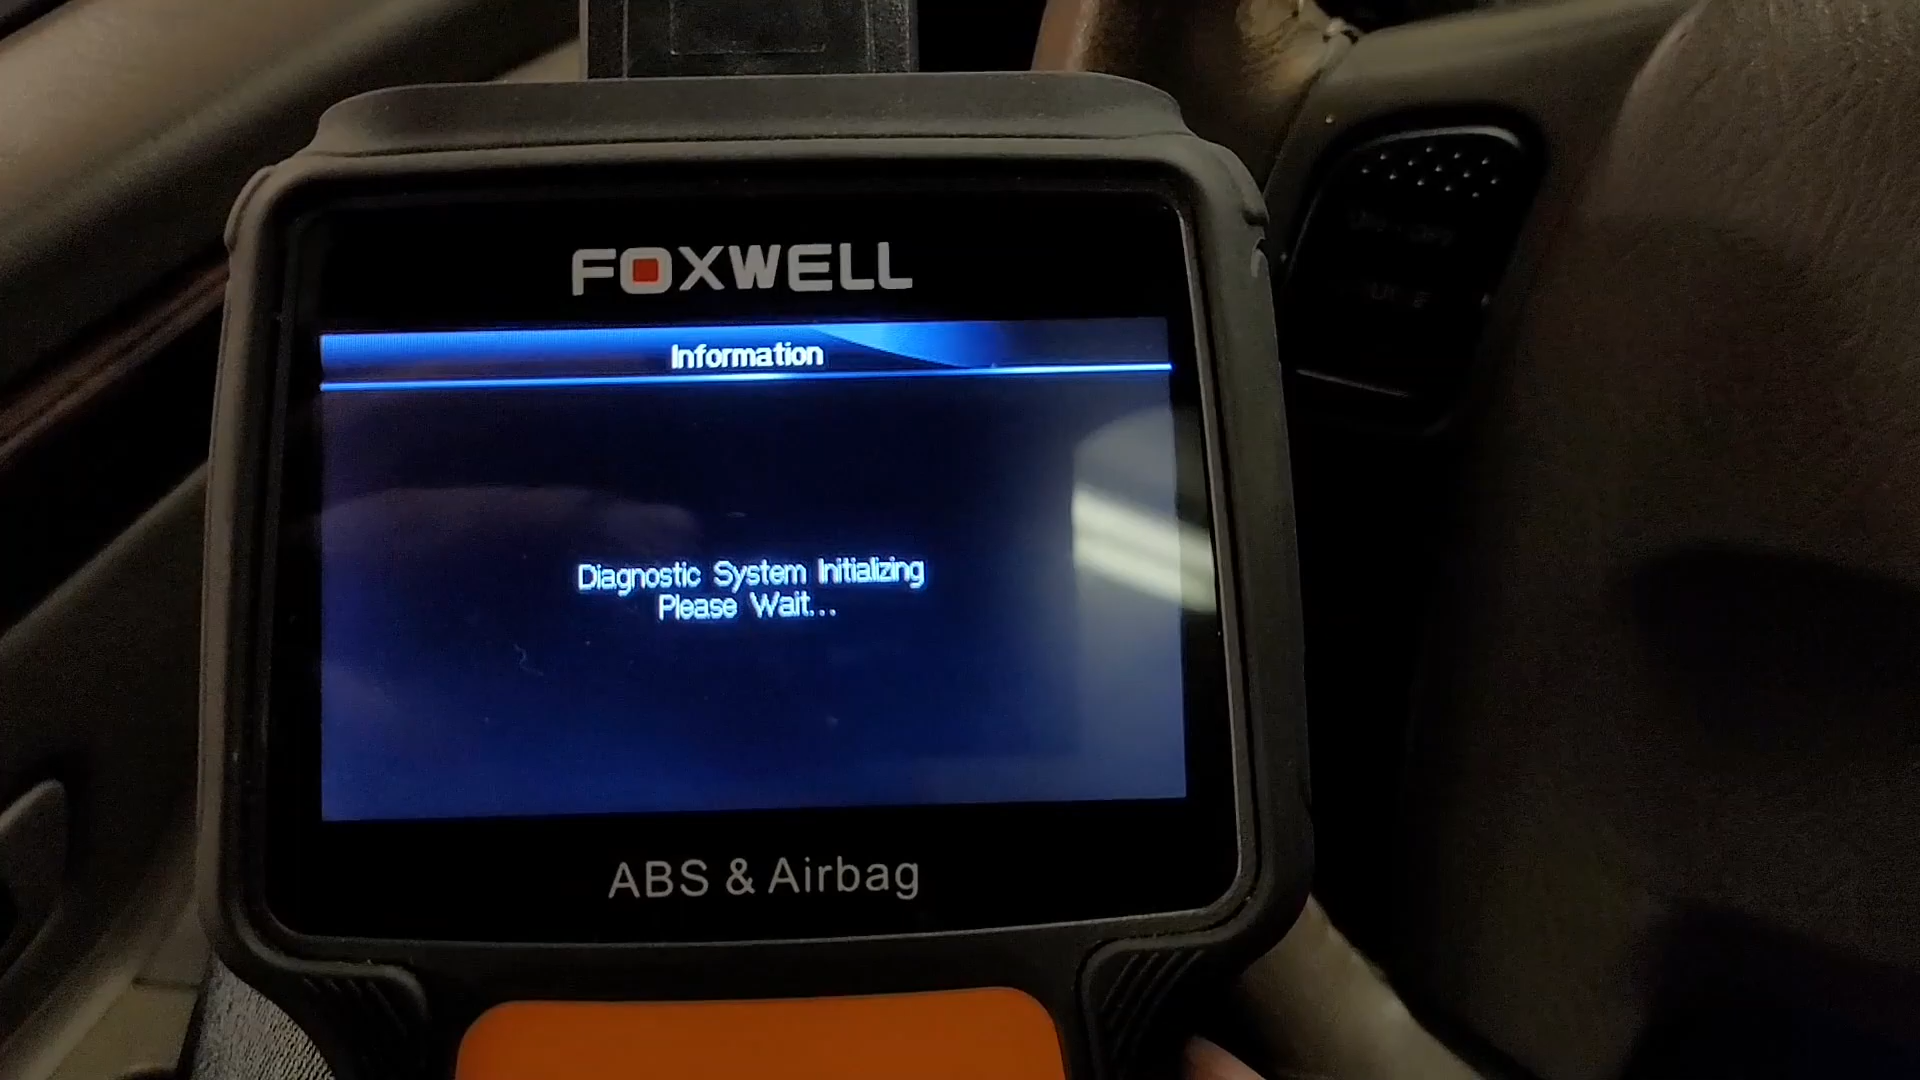 FOXWELL
Information
Diagnostic System Initializing
Please Wait...
ABS & Airbag